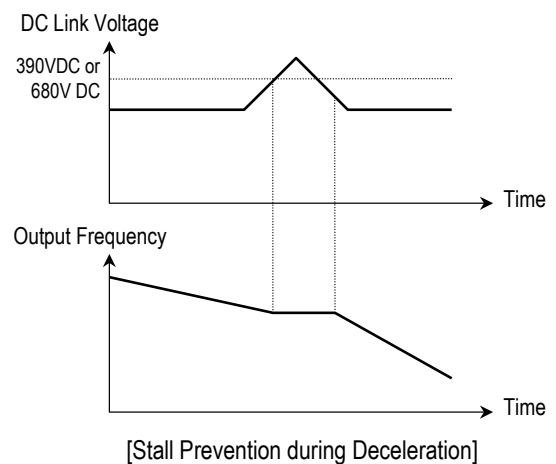 DC Link Voltage
390VDC or
680V DC
Time
Output Frequency
Time
[Stall Prevention during Deceleration]